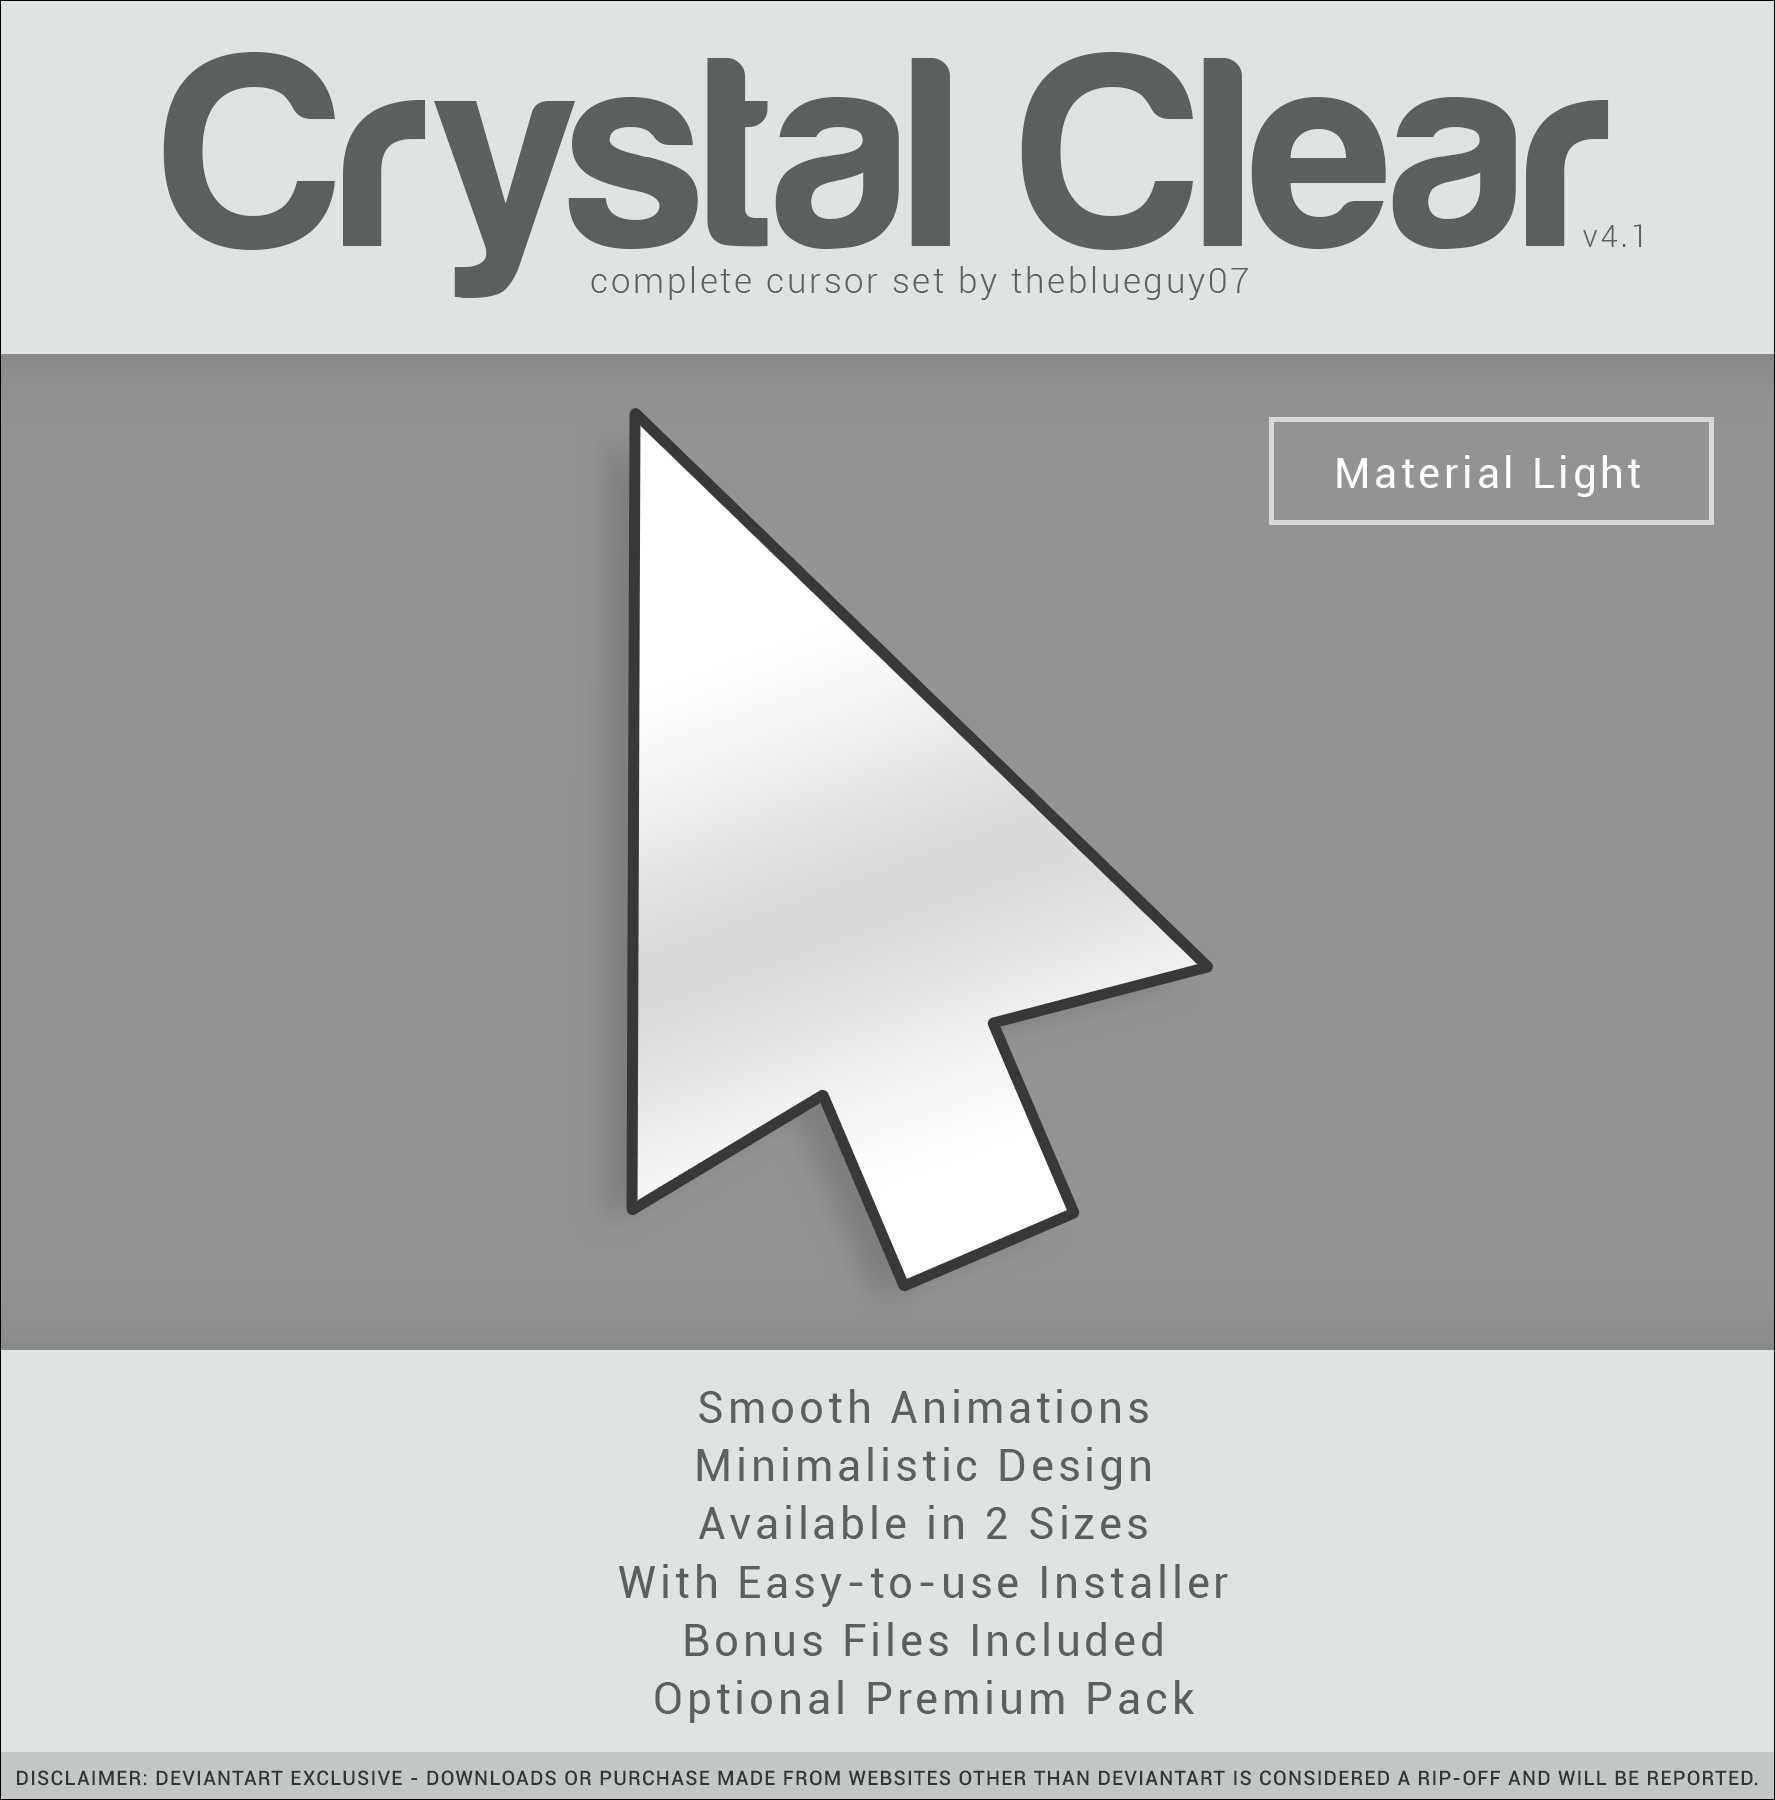 Crystal Clear
v4.1
complete cursor set by theblueguy07
Material Light
Smooth Animations
Minimalistic Design
Available in 2 Sizes
With Easy-to-use Installer
Bonus Files Included
Optional Premium Pack
DISCLAIMER: DEVIANTART EXCLUSIVE - DOWNLOADS OR PURCHASE MADE FROM WEBSITES OTHER THAN DEVIANTART IS CONSIDERED A RIP-OFF AND WILL BE REPORTED.